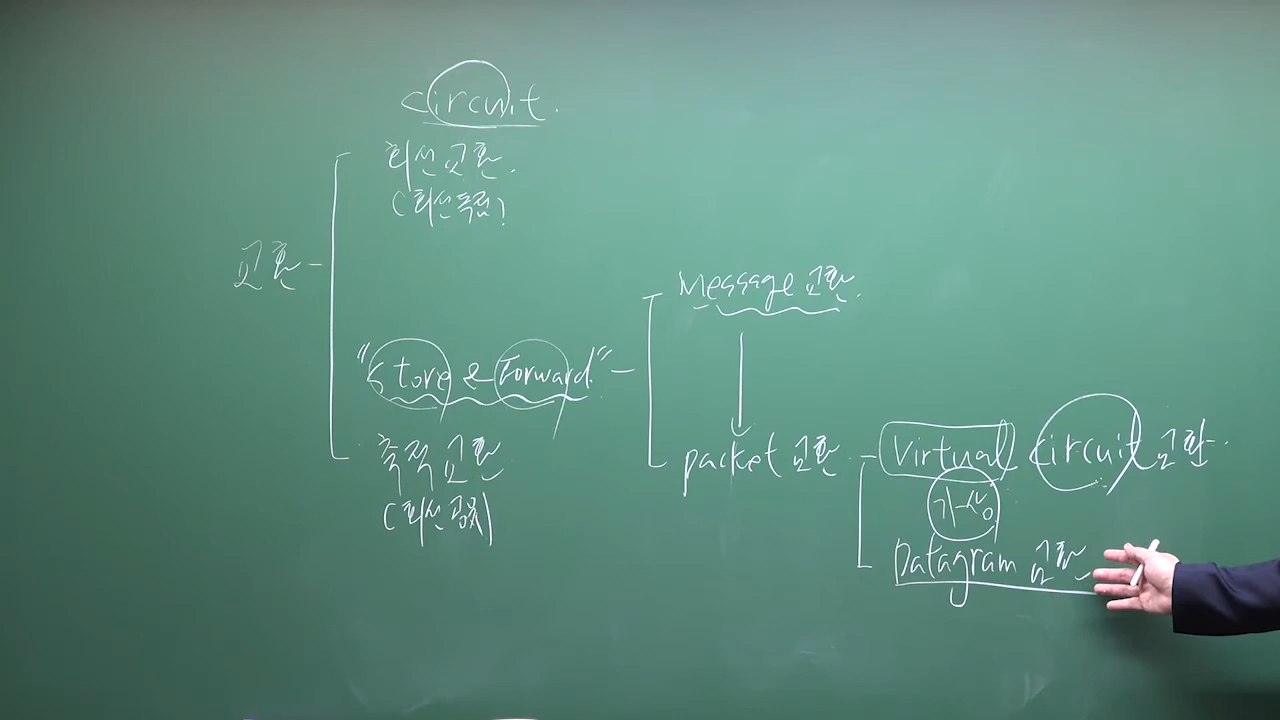 circuit.
회선교환.
(회선독점)
교환
Message 교환.
"Store & Forward"
축적교환
(회선공유)
packet 교환
Virtual circuit 교환.
가상
Datagram 교환